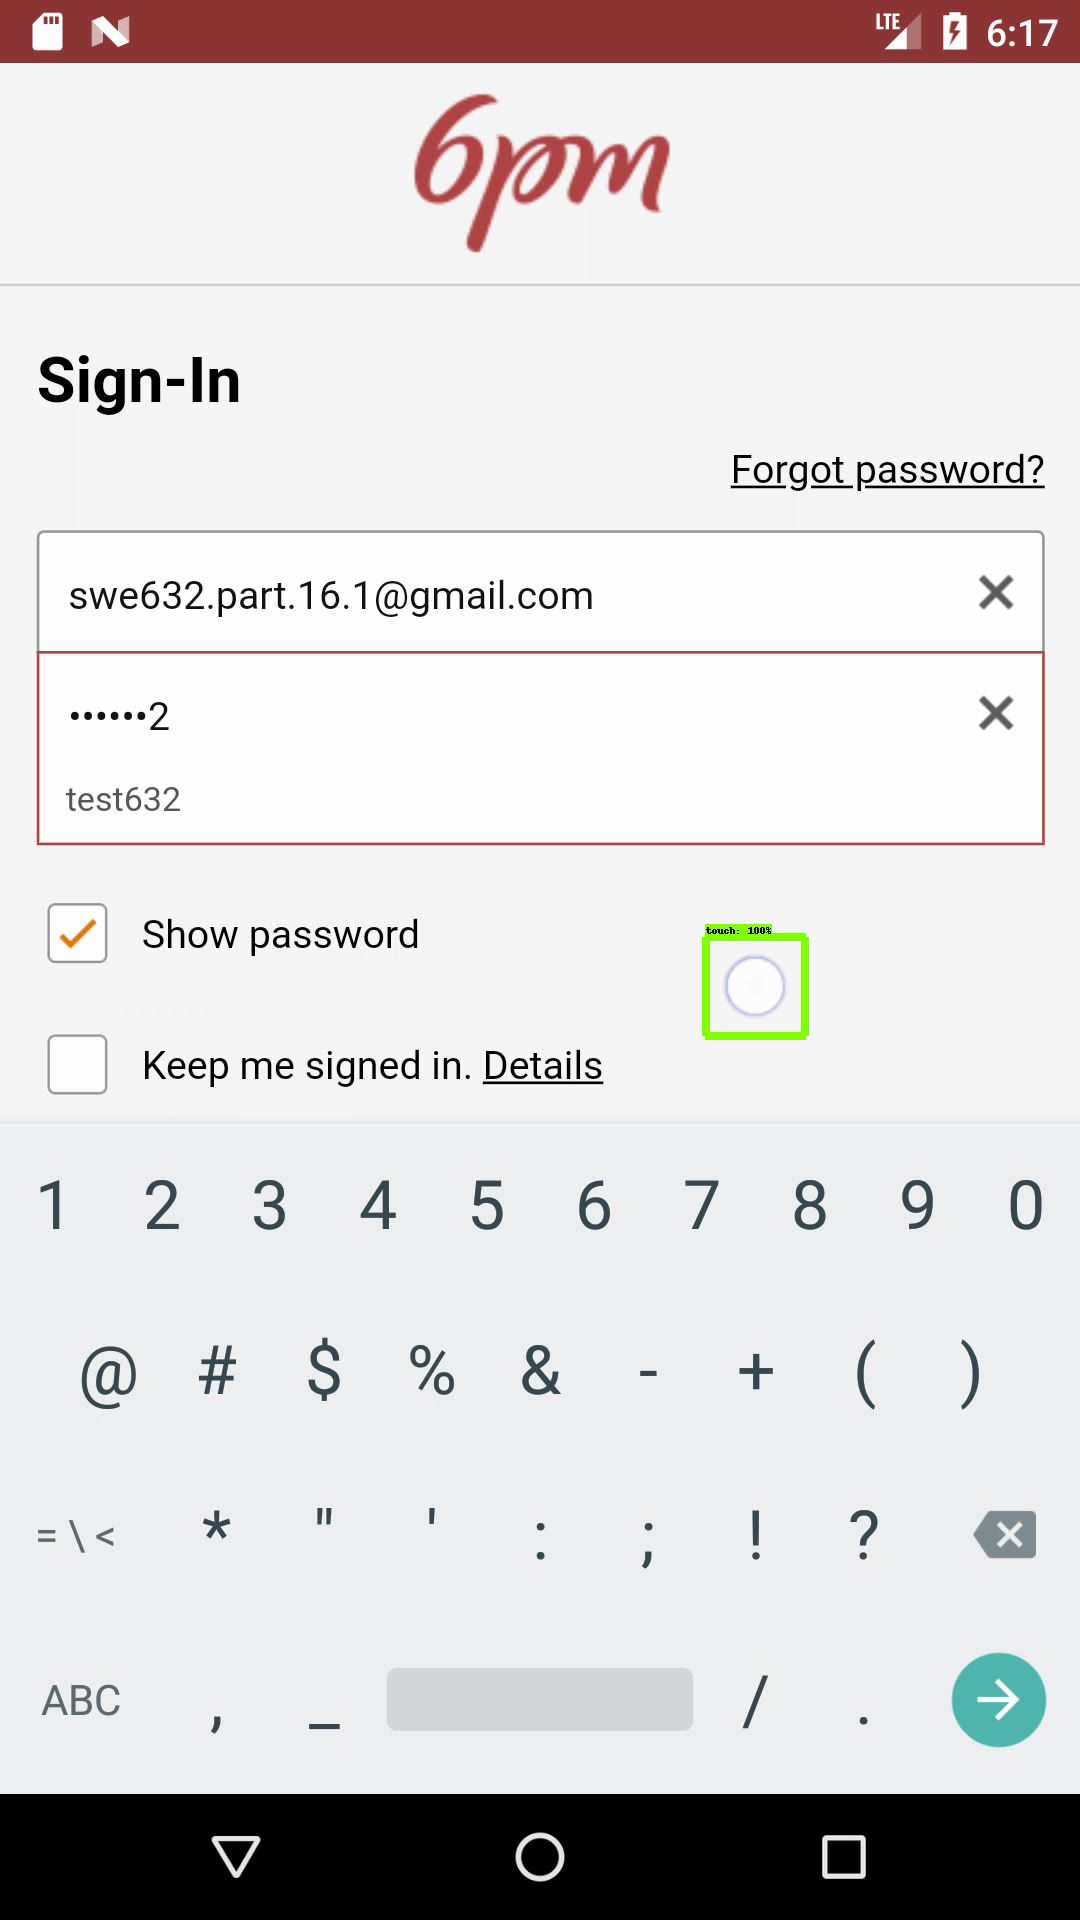 LTE 6:17
6pm
Sign-In
Forgot password?
swe632.part.16.1@gmail.com
••••••2
test632
Show password
touch: 100%
Keep me signed in. Details
1 2 3 4 5 6 7 8 9 0
@ # $ % & - + ( )
= \ < * " ' : ; ! ?
ABC , _ / .